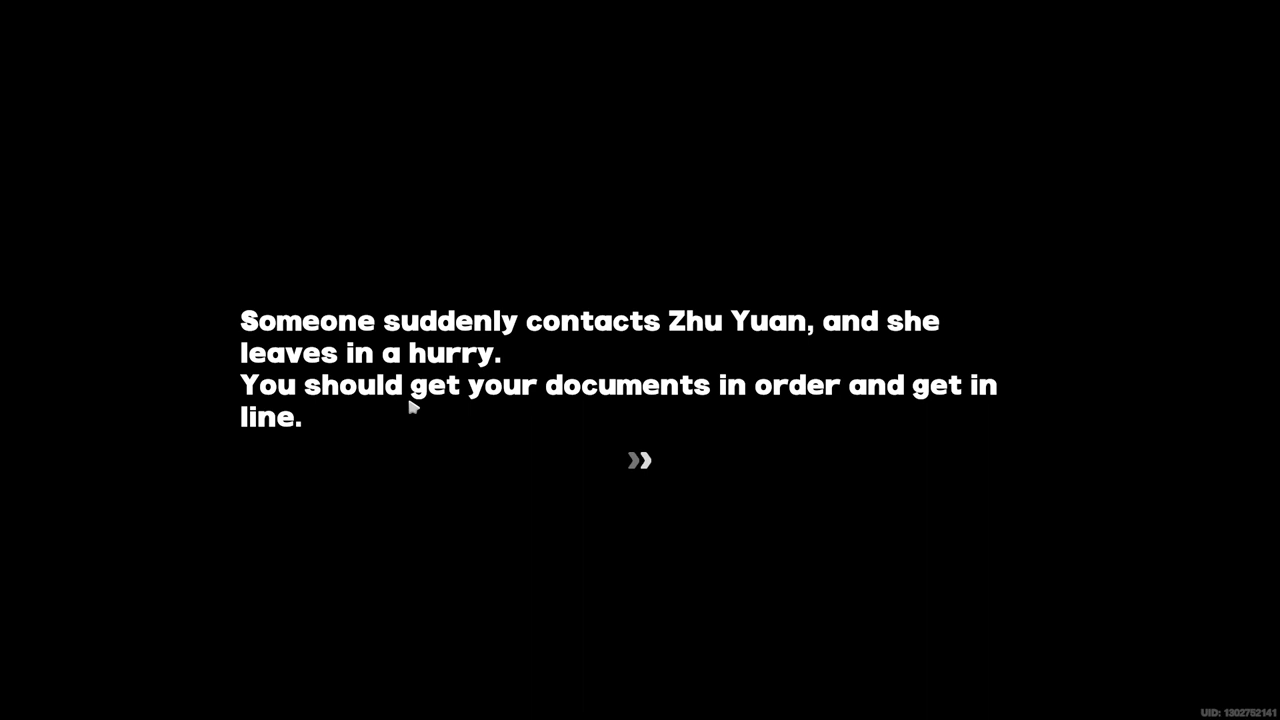 Someone suddenly contacts Zhu Yuan, and she
leaves in a hurry.
You should get your documents in order and get in
line.
UID: 1302752141